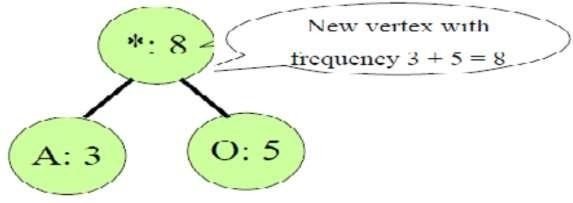 *: 8
New vertex with
frequency 3 + 5 = 8
A: 3
O: 5